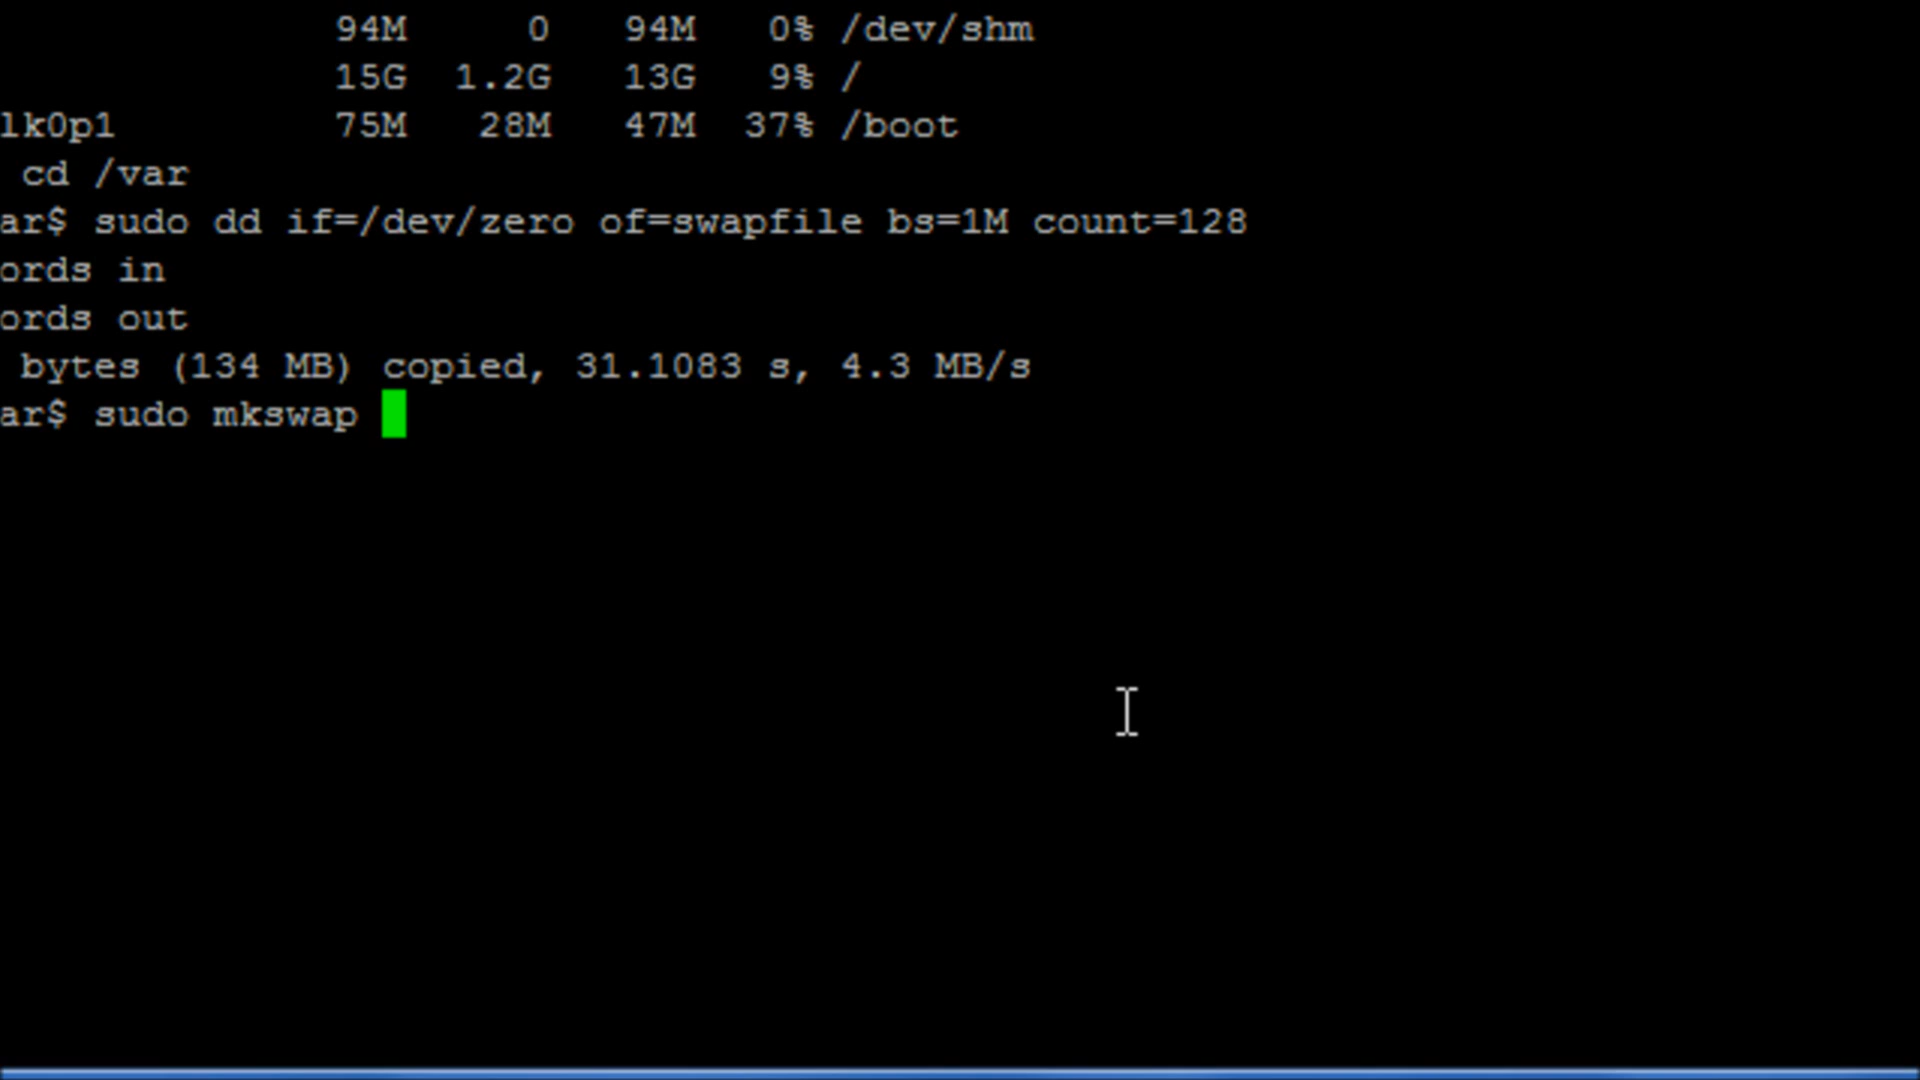 94M 0 94M 0% /dev/shm
15G 1.2G 13G 9% /
lk0p1 75M 28M 47M 37% /boot
cd /var
ar$ sudo dd if=/dev/zero of=swapfile bs=1M count=128
ords in
ords out
bytes (134 MB) copied, 31.1083 s, 4.3 MB/s
ar$ sudo mkswap